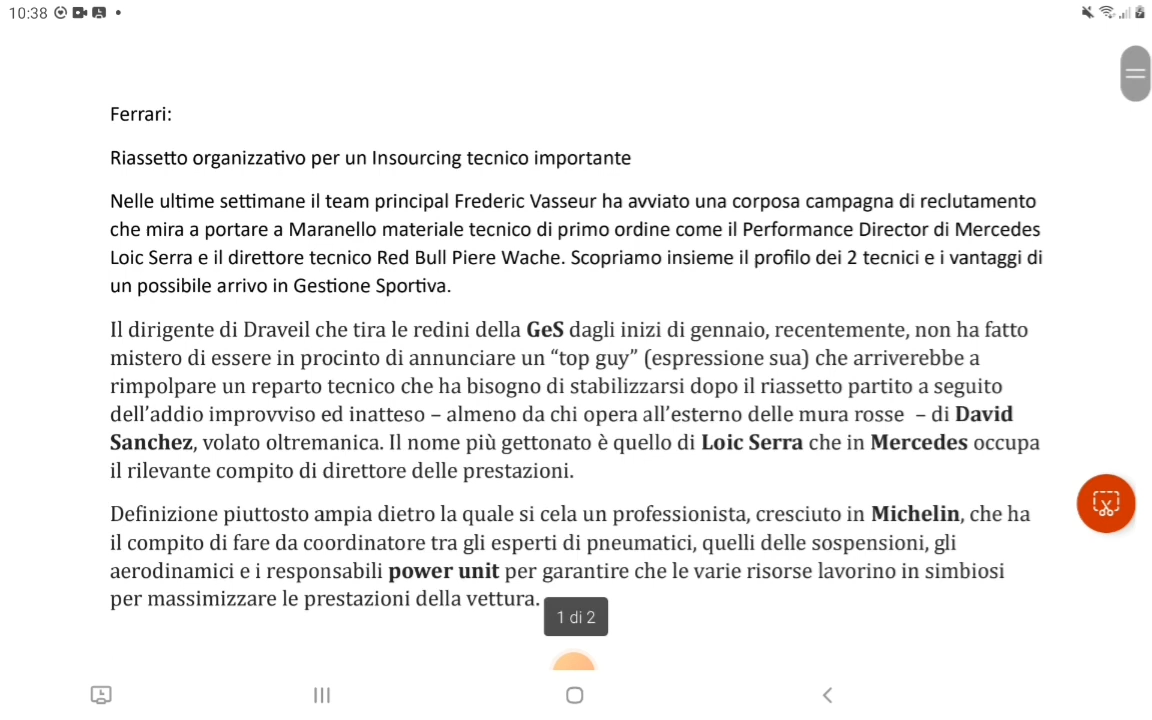 10:38
Ferrari:
Riassetto organizzativo per un Insourcing tecnico importante
Nelle ultime settimane il team principal Frederic Vasseur ha avviato una corposa campagna di reclutamento
che mira a portare a Maranello materiale tecnico di primo ordine come il Performance Director di Mercedes
Loic Serra e il direttore tecnico Red Bull Piere Wache. Scopriamo insieme il profilo dei 2 tecnici e i vantaggi di
un possibile arrivo in Gestione Sportiva.
Il dirigente di Draveil che tira le redini della GeS dagli inizi di gennaio, recentemente, non ha fatto
mistero di essere in procinto di annunciare un “top guy” (espressione sua) che arriverebbe a
rimpolpare un reparto tecnico che ha bisogno di stabilizzarsi dopo il riassetto partito a seguito
dell’addio improvviso ed inatteso – almeno da chi opera all’esterno delle mura rosse – di David
Sanchez, volato oltremanica. Il nome più gettonato è quello di Loic Serra che in Mercedes occupa
il rilevante compito di direttore delle prestazioni.
Definizione piuttosto ampia dietro la quale si cela un professionista, cresciuto in Michelin, che ha
il compito di fare da coordinatore tra gli esperti di pneumatici, quelli delle sospensioni, gli
aerodinamici e i responsabili power unit per garantire che le varie risorse lavorino in simbiosi
per massimizzare le prestazioni della vettura.
1 di 2